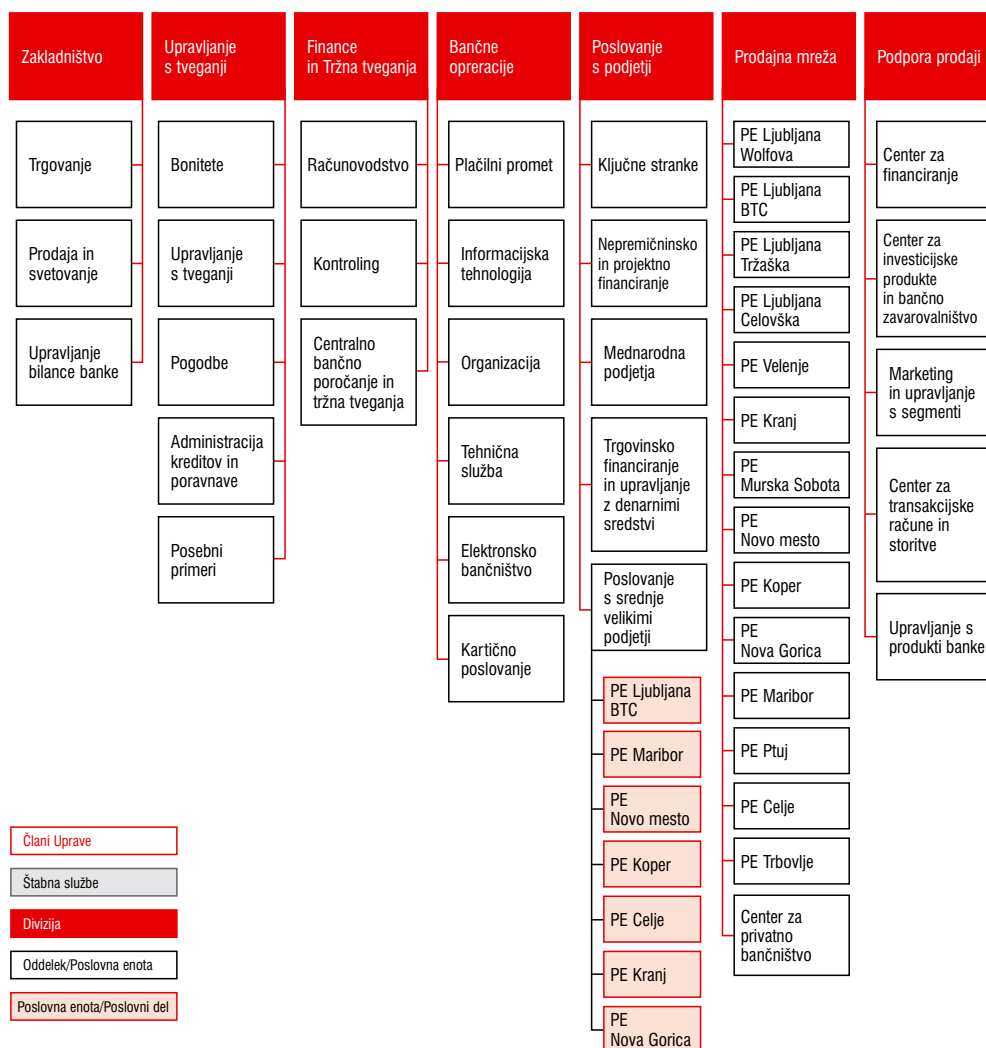 Zakladništvo
Upravljanje
s tveganji
Finance
in Tržna tveganja
Bančne
opreracije
Poslovanje
s podjetji
Prodajna mreža
Podpora prodaji
Trgovanje
Prodaja in
svetovanje
Upravljanje
bilance banke
Bonitete
Upravljanje
s tveganji
Pogodbe
Administracija
kreditov in
poravnave
Posebni
primeri
Računovodstvo
Kontroling
Centralno
bančno
poročanje in
tržna tveganja
Plačilni promet
Informacijska
tehnologija
Organizacija
Tehnična
služba
Elektronsko
bančništvo
Kartično
poslovanje
Ključne stranke
Nepremičninsko
in projektno
financiranje
Mednarodna
podjetja
Trgovinsko
financiranje
in upravljanje
z denarnimi
sredstvi
Poslovanje
s srednje
velikimi
podjetji
PE Ljubljana
BTC
PE Maribor
PE
Novo mesto
PE Koper
PE Celje
PE Kranj
PE
Nova Gorica
PE Ljubljana
Wolfova
PE Ljubljana
BTC
PE Ljubljana
Tržaška
PE Ljubljana
Celovška
PE Velenje
PE Kranj
PE
Murska Sobota
PE
Novo mesto
PE Koper
PE
Nova Gorica
PE Maribor
PE Ptuj
PE Celje
PE Trbovlje
Center za
privatno
bančništvo
Center za
financiranje
Center za
investicijske
produkte
in bančno
zavarovalništvo
Marketing
in upravljanje
s segmenti
Center za
transakcijske
račune in
storitve
Upravljanje s
produkti banke
Člani Uprave
Štabna službe
Divizija
Oddelek/Poslovna enota
Poslovna enota/Poslovni del